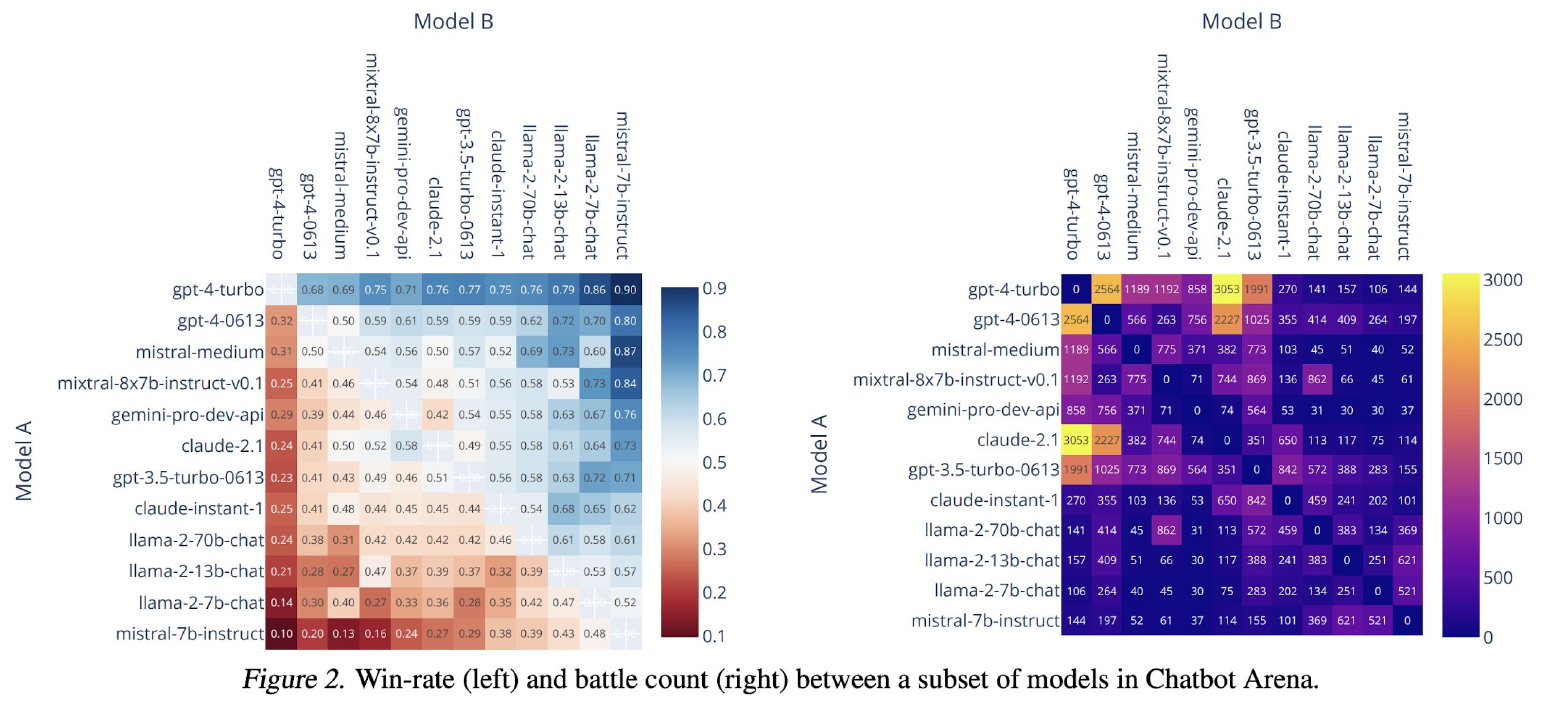 Model B
gpt-4-turbo gpt-4-0613 mistral-medium mixtral-8x7b-instruct-v0.1 gemini-pro-dev-api claude-2.1 gpt-3.5-turbo-0613 claude-instant-1 llama-2-70b-chat llama-2-13b-chat llama-2-7b-chat mistral-7b-instruct
Model A
gpt-4-turbo 0.68 0.69 0.75 0.71 0.76 0.77 0.75 0.76 0.79 0.86 0.90
gpt-4-0613 0.32 0.50 0.59 0.61 0.59 0.59 0.59 0.62 0.72 0.70 0.80
mistral-medium 0.31 0.50 0.54 0.56 0.50 0.57 0.52 0.69 0.73 0.60 0.87
mixtral-8x7b-instruct-v0.1 0.25 0.41 0.46 0.54 0.48 0.51 0.56 0.58 0.53 0.73 0.84
gemini-pro-dev-api 0.29 0.39 0.44 0.46 0.42 0.54 0.55 0.58 0.63 0.67 0.76
claude-2.1 0.24 0.41 0.50 0.52 0.58 0.49 0.55 0.58 0.61 0.64 0.73
gpt-3.5-turbo-0613 0.23 0.41 0.43 0.49 0.46 0.51 0.56 0.58 0.63 0.72 0.71
claude-instant-1 0.25 0.41 0.48 0.44 0.45 0.45 0.44 0.54 0.68 0.65 0.62
llama-2-70b-chat 0.24 0.38 0.31 0.42 0.42 0.42 0.42 0.46 0.61 0.58 0.61
llama-2-13b-chat 0.21 0.28 0.27 0.47 0.37 0.39 0.37 0.32 0.39 0.53 0.57
llama-2-7b-chat 0.14 0.30 0.40 0.27 0.33 0.36 0.28 0.35 0.42 0.47 0.52
mistral-7b-instruct 0.10 0.20 0.13 0.16 0.24 0.27 0.29 0.38 0.39 0.43 0.48
0.9
0.8
0.7
0.6
0.5
0.4
0.3
0.2
0.1
Model B
gpt-4-turbo gpt-4-0613 mistral-medium mixtral-8x7b-instruct-v0.1 gemini-pro-dev-api claude-2.1 gpt-3.5-turbo-0613 claude-instant-1 llama-2-70b-chat llama-2-13b-chat llama-2-7b-chat mistral-7b-instruct
Model A
gpt-4-turbo 0 2564 1189 1192 858 3053 1991 270 141 157 106 144
gpt-4-0613 2564 0 566 263 756 2227 1025 355 414 409 264 197
mistral-medium 1189 566 0 775 371 382 773 103 45 51 40 52
mixtral-8x7b-instruct-v0.1 1192 263 775 0 71 744 869 136 862 66 45 61
gemini-pro-dev-api 858 756 371 71 0 74 564 53 31 30 30 37
claude-2.1 3053 2227 382 744 74 0 351 650 113 117 75 114
gpt-3.5-turbo-0613 1991 1025 773 869 564 351 0 842 572 388 283 155
claude-instant-1 270 355 103 136 53 650 842 0 459 241 202 101
llama-2-70b-chat 141 414 45 862 31 113 572 459 0 383 134 369
llama-2-13b-chat 157 409 51 66 30 117 388 241 383 0 251 621
llama-2-7b-chat 106 264 40 45 30 75 283 202 134 251 0 521
mistral-7b-instruct 144 197 52 61 37 114 155 101 369 621 521 0
3000
2500
2000
1500
1000
500
0
Figure 2. Win-rate (left) and battle count (right) between a subset of models in Chatbot Arena.